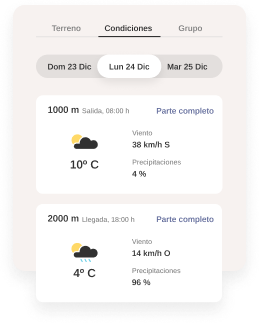 Terreno Condiciones Grupo
Dom 23 Dic Lun 24 Dic Mar 25 Dic
1000 m Salida, 08:00 h Parte completo
Viento
38 km/h S
10º C
Precipitaciones
4 %
2000 m Llegada, 18:00 h Parte completo
Viento
14 km/h O
4º C
Precipitaciones
96 %